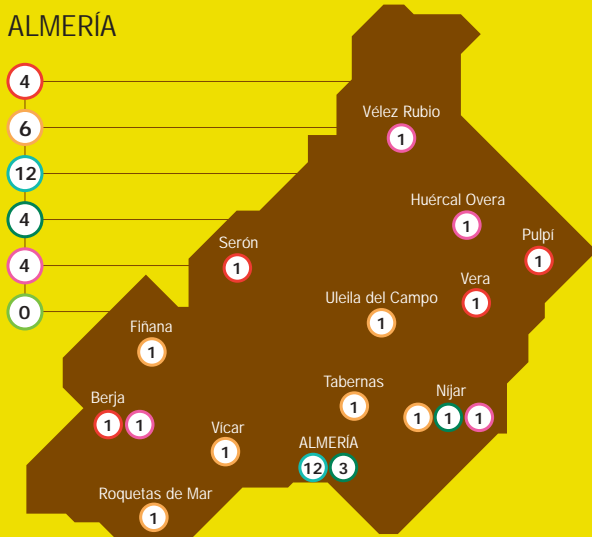 ALMERÍA
4
6
12
4
4
0
Vélez Rubio
1
Huércal Overa
1
Pulpí
1
Serón
1
Vera
1
Uleila del Campo
1
Fiñana
1
Tabernas
1
Níjar
1 1 1
Berja
1 1
Vícar
1
ALMERÍA
12 3
Roquetas de Mar
1